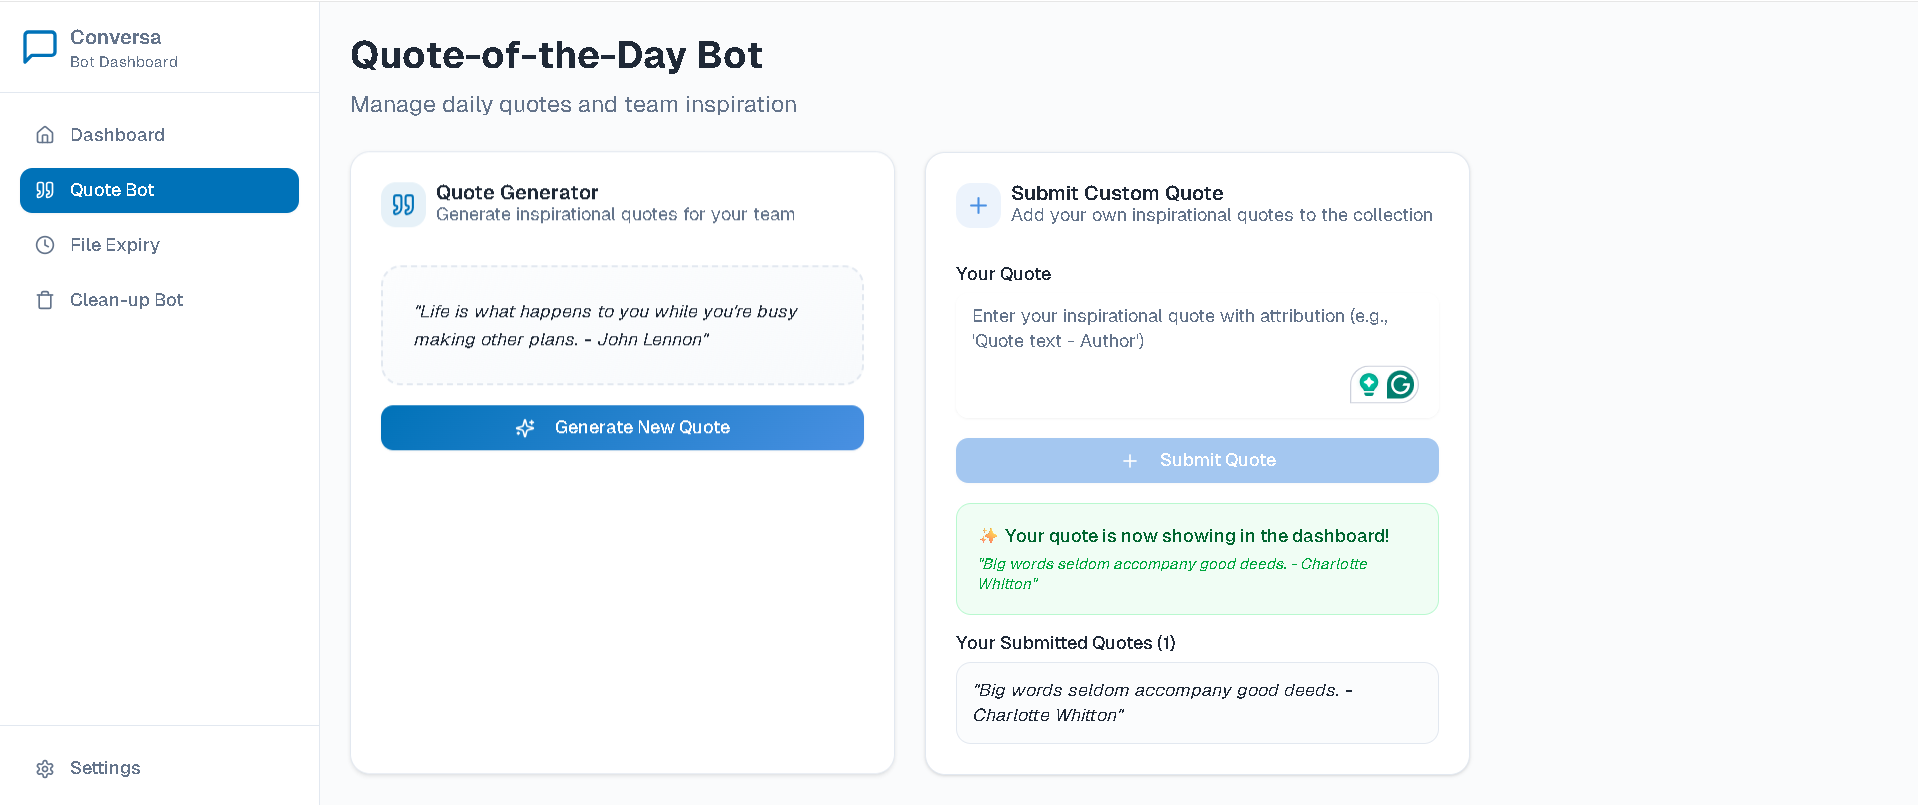 Conversa
Bot Dashboard
Dashboard
Quote Bot
File Expiry
Clean-up Bot
Settings
Quote-of-the-Day Bot
Manage daily quotes and team inspiration
Quote Generator
Generate inspirational quotes for your team
"Life is what happens to you while you're busy
making other plans. - John Lennon"
Generate New Quote
Submit Custom Quote
Add your own inspirational quotes to the collection
Your Quote
Enter your inspirational quote with attribution (e.g.,
'Quote text - Author')
Submit Quote
✨ Your quote is now showing in the dashboard!
"Big words seldom accompany good deeds. - Charlotte
Whitton"
Your Submitted Quotes (1)
"Big words seldom accompany good deeds. -
Charlotte Whitton"